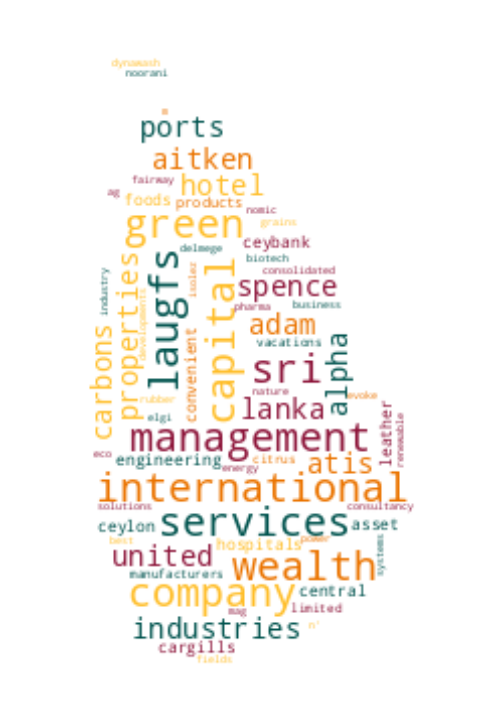 dynawash
noorani
m
ports
aitken
fairway
hotel
ag
foods
products
nomic
green
grains
ceybank
delmege
biotech
laugfs
capital
properties
industry
isolez
consolidated
spence
pharma
business
developments
adam
carbons
convenient
vacations
alpha
sri
nature
evoke
rubber
lanka
elgi
leather
renewable
management
eco
engineering
citrus
atis
energy
international
solutions
consultancy
services
ceylon
asset
best
hospitals
power
systems
united
wealth
manufacturers
company
central
mag
limited
industries
n'
cargills
fields